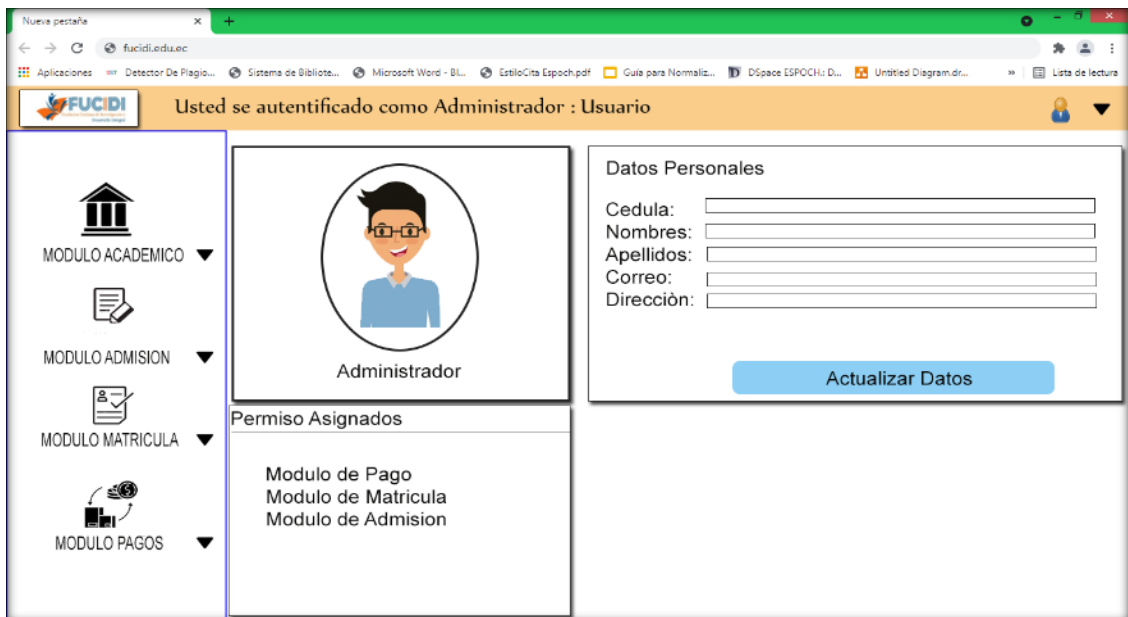 Nueva pestaña
fucidi.edu.ec
Aplicaciones Detector De Plagio... Sistema de Bibliote... Microsoft Word - Bl... EstiloCita Espoch.pdf Guía para Normaliz... DSpace ESPOCH.: D... Untitled Diagram.dr... » Lista de lectura
FUCIDI
Usted se autentificado como Administrador : Usuario
MODULO ACADEMICO
MODULO ADMISION
MODULO MATRICULA
MODULO PAGOS
Administrador
Permiso Asignados
Modulo de Pago
Modulo de Matricula
Modulo de Admision
Datos Personales
Cedula:
Nombres:
Apellidos:
Correo:
Direcciòn:
Actualizar Datos